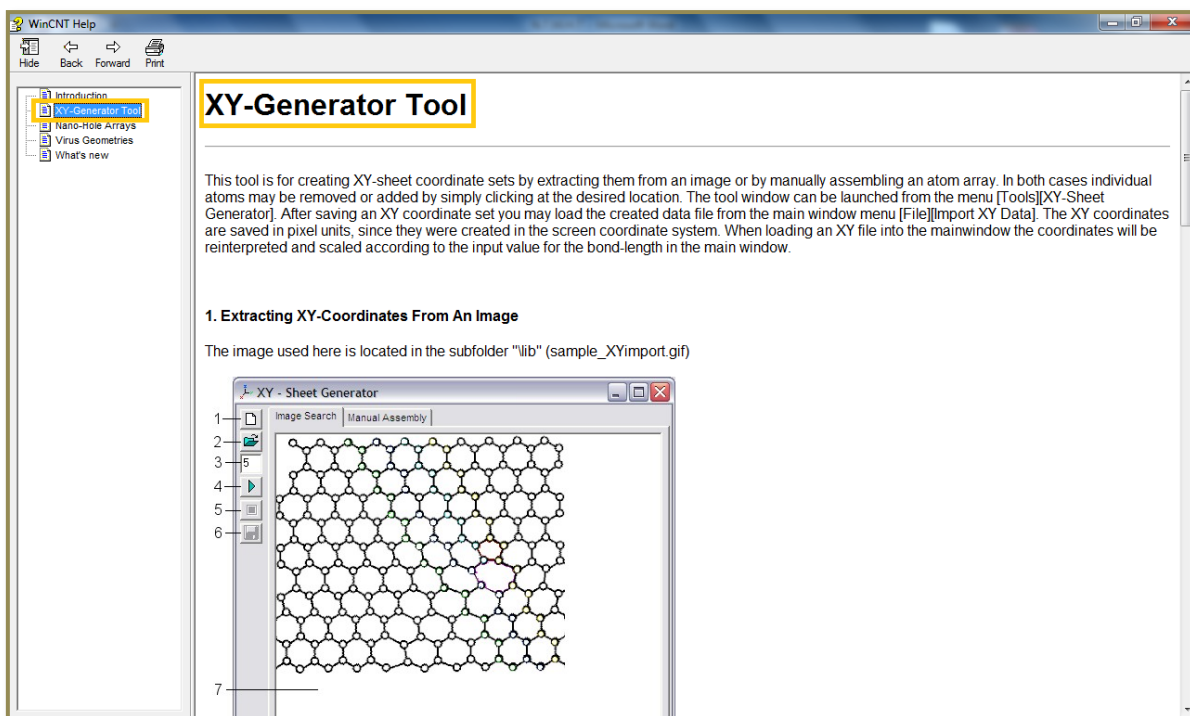 WinCNT Help
Hide Back Forward Print
Introduction
XY-Generator Tool
Nano-Hole Arrays
Virus Geometries
What's new
XY-Generator Tool
This tool is for creating XY-sheet coordinate sets by extracting them from an image or by manually assembling an atom array. In both cases individual
atoms may be removed or added by simply clicking at the desired location. The tool window can be launched from the menu [Tools][XY-Sheet
Generator]. After saving an XY coordinate set you may load the created data file from the main window menu [File][Import XY Data]. The XY coordinates
are saved in pixel units, since they were created in the screen coordinate system. When loading an XY file into the mainwindow the coordinates will be
reinterpreted and scaled according to the input value for the bond-length in the main window.
1. Extracting XY-Coordinates From An Image
The image used here is located in the subfolder "\lib" (sample_XYimport.gif)
XY - Sheet Generator
Image Search Manual Assembly
1
2
3 5
4
5
6
7